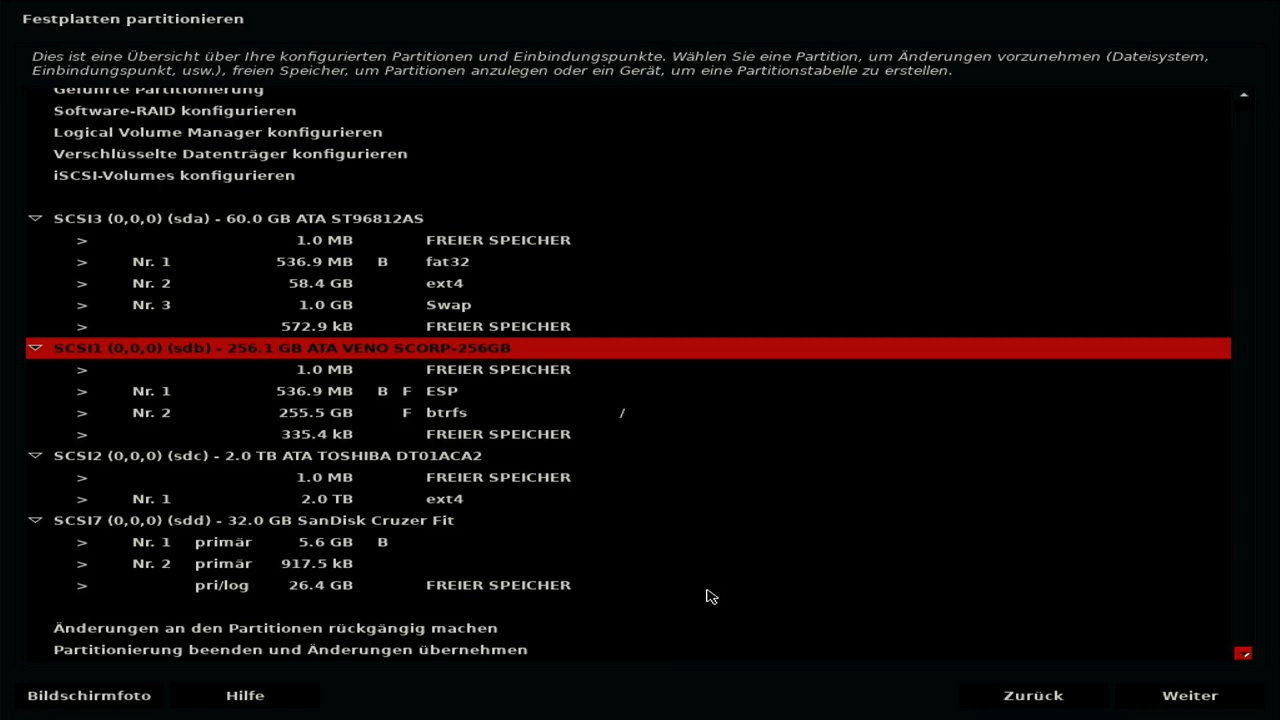 Festplatten partitionieren
Dies ist eine Übersicht über Ihre konfigurierten Partitionen und Einbindungspunkte. Wählen Sie eine Partition, um Änderungen vorzunehmen (Dateisystem,
Einbindungspunkt, usw.), freien Speicher, um Partitionen anzulegen oder ein Gerät, um eine Partitionstabelle zu erstellen.
Geführte Partitionierung
Software-RAID konfigurieren
Logical Volume Manager konfigurieren
Verschlüsselte Datenträger konfigurieren
iSCSI-Volumes konfigurieren
SCSI3 (0,0,0) (sda) - 60.0 GB ATA ST96812AS
> 1.0 MB FREIER SPEICHER
> Nr. 1 536.9 MB B fat32
> Nr. 2 58.4 GB ext4
> Nr. 3 1.0 GB Swap
> 572.9 kB FREIER SPEICHER
SCSI1 (0,0,0) (sdb) - 256.1 GB ATA VENO SCORP-256GB
> 1.0 MB FREIER SPEICHER
> Nr. 1 536.9 MB B F ESP
> Nr. 2 255.5 GB F btrfs /
> 335.4 kB FREIER SPEICHER
SCSI2 (0,0,0) (sdc) - 2.0 TB ATA TOSHIBA DT01ACA2
> 1.0 MB FREIER SPEICHER
> Nr. 1 2.0 TB ext4
SCSI7 (0,0,0) (sdd) - 32.0 GB SanDisk Cruzer Fit
> Nr. 1 primär 5.6 GB B
> Nr. 2 primär 917.5 kB
> pri/log 26.4 GB FREIER SPEICHER
Änderungen an den Partitionen rückgängig machen
Partitionierung beenden und Änderungen übernehmen
Bildschirmfoto Hilfe Zurück Weiter